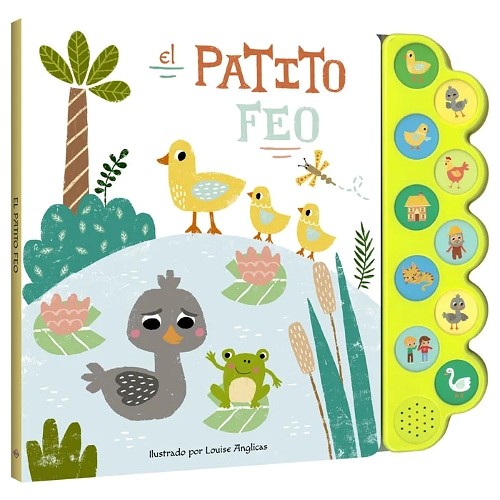 el
PATITO
FEO
EL PATITO FEO
Ilustrado por Louise Anglicas